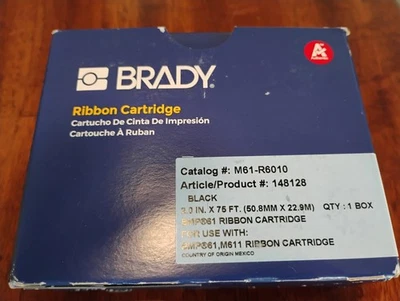 BRADY
Ribbon Cartridge
Cartucho De Cinta De Impresión
Cartouche À Ruban
Catalog #: M61-R6010
Article/Product #: 148128
BLACK
2.0 IN. X 75 FT. (50.8MM X 22.9M) QTY : 1 BOX
BMP®61 RIBBON CARTRIDGE
FOR USE WITH:
BMP®61,M611 RIBBON CARTRIDGE
COUNTRY OF ORIGIN MEXICO